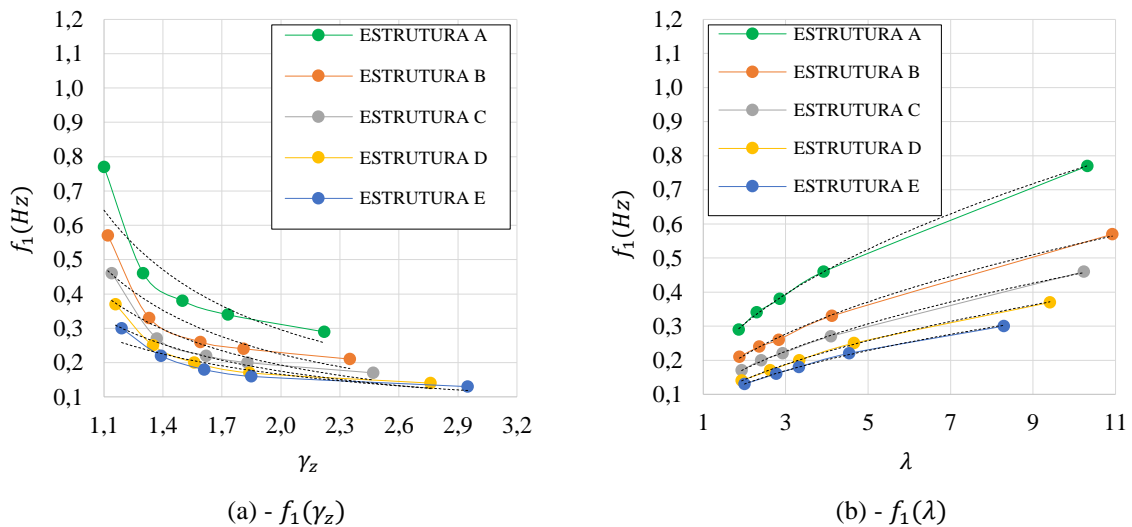 1,2
1,1
1,0
0,9
0,8
0,7
0,6
0,5
0,4
0,3
0,2
0,1
f₁(Hz)
ESTRUTURA A
ESTRUTURA B
ESTRUTURA C
ESTRUTURA D
ESTRUTURA E
1,1 1,4 1,7 2,0 2,3 2,6 2,9 3,2
γ_z
(a) - f₁(γ_z)
1,2
1,1
1,0
0,9
0,8
0,7
0,6
0,5
0,4
0,3
0,2
0,1
f₁(Hz)
ESTRUTURA A
ESTRUTURA B
ESTRUTURA C
ESTRUTURA D
ESTRUTURA E
1 3 5 7 9 11
λ
(b) - f₁(λ)